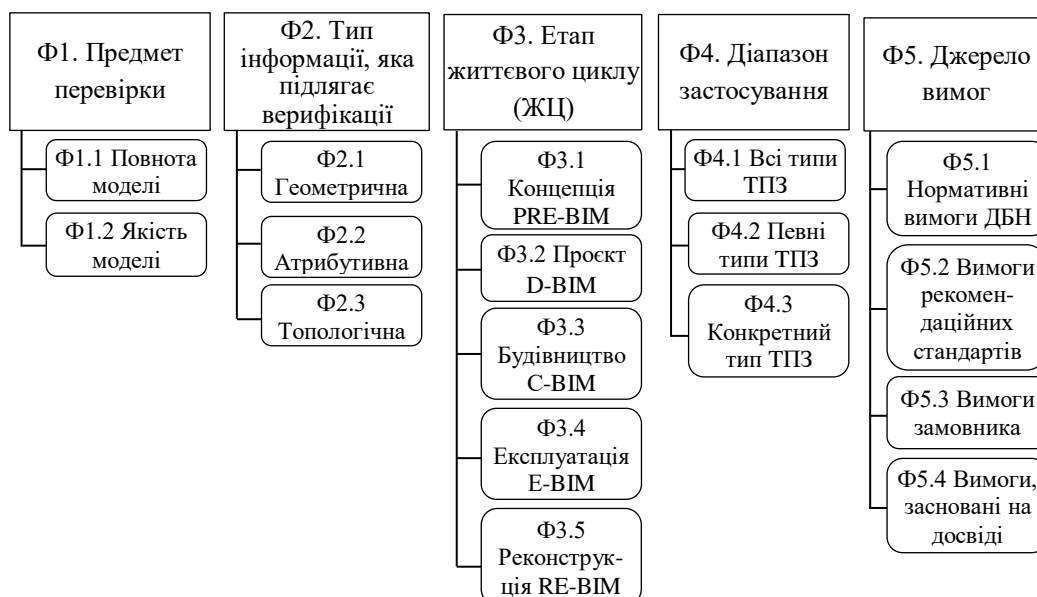 Ф1. Предмет
перевірки
Ф1.1 Повнота
моделі
Ф1.2 Якість
моделі
Ф2. Тип
інформації, яка
підлягає
верифікації
Ф2.1
Геометрична
Ф2.2
Атрибутивна
Ф2.3
Топологічна
Ф3. Етап
життєвого циклу
(ЖЦ)
Ф3.1
Концепція
PRE-BIM
Ф3.2 Проєкт
D-BIM
Ф3.3
Будівництво
C-BIM
Ф3.4
Експлуатація
E-BIM
Ф3.5
Реконструк-
ція RE-BIM
Ф4. Діапазон
застосування
Ф4.1 Всі типи
ТПЗ
Ф4.2 Певні
типи ТПЗ
Ф4.3
Конкретний
тип ТПЗ
Ф5. Джерело
вимог
Ф5.1
Нормативні
вимоги ДБН
Ф5.2 Вимоги
рекомен-
даційних
стандартів
Ф5.3 Вимоги
замовника
Ф5.4 Вимоги,
засновані на
досвіді